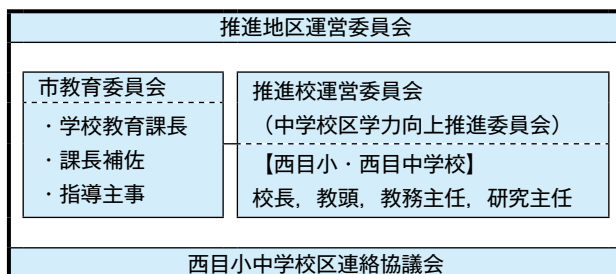 推進地区運営委員会
市教育委員会
・学校教育課長
・課長補佐
・指導主事
推進校運営委員会
（中学校区学力向上推進委員会）
【西目小・西目中学校】
校長，教頭，教務主任，研究主任
西目小中学校区連絡協議会